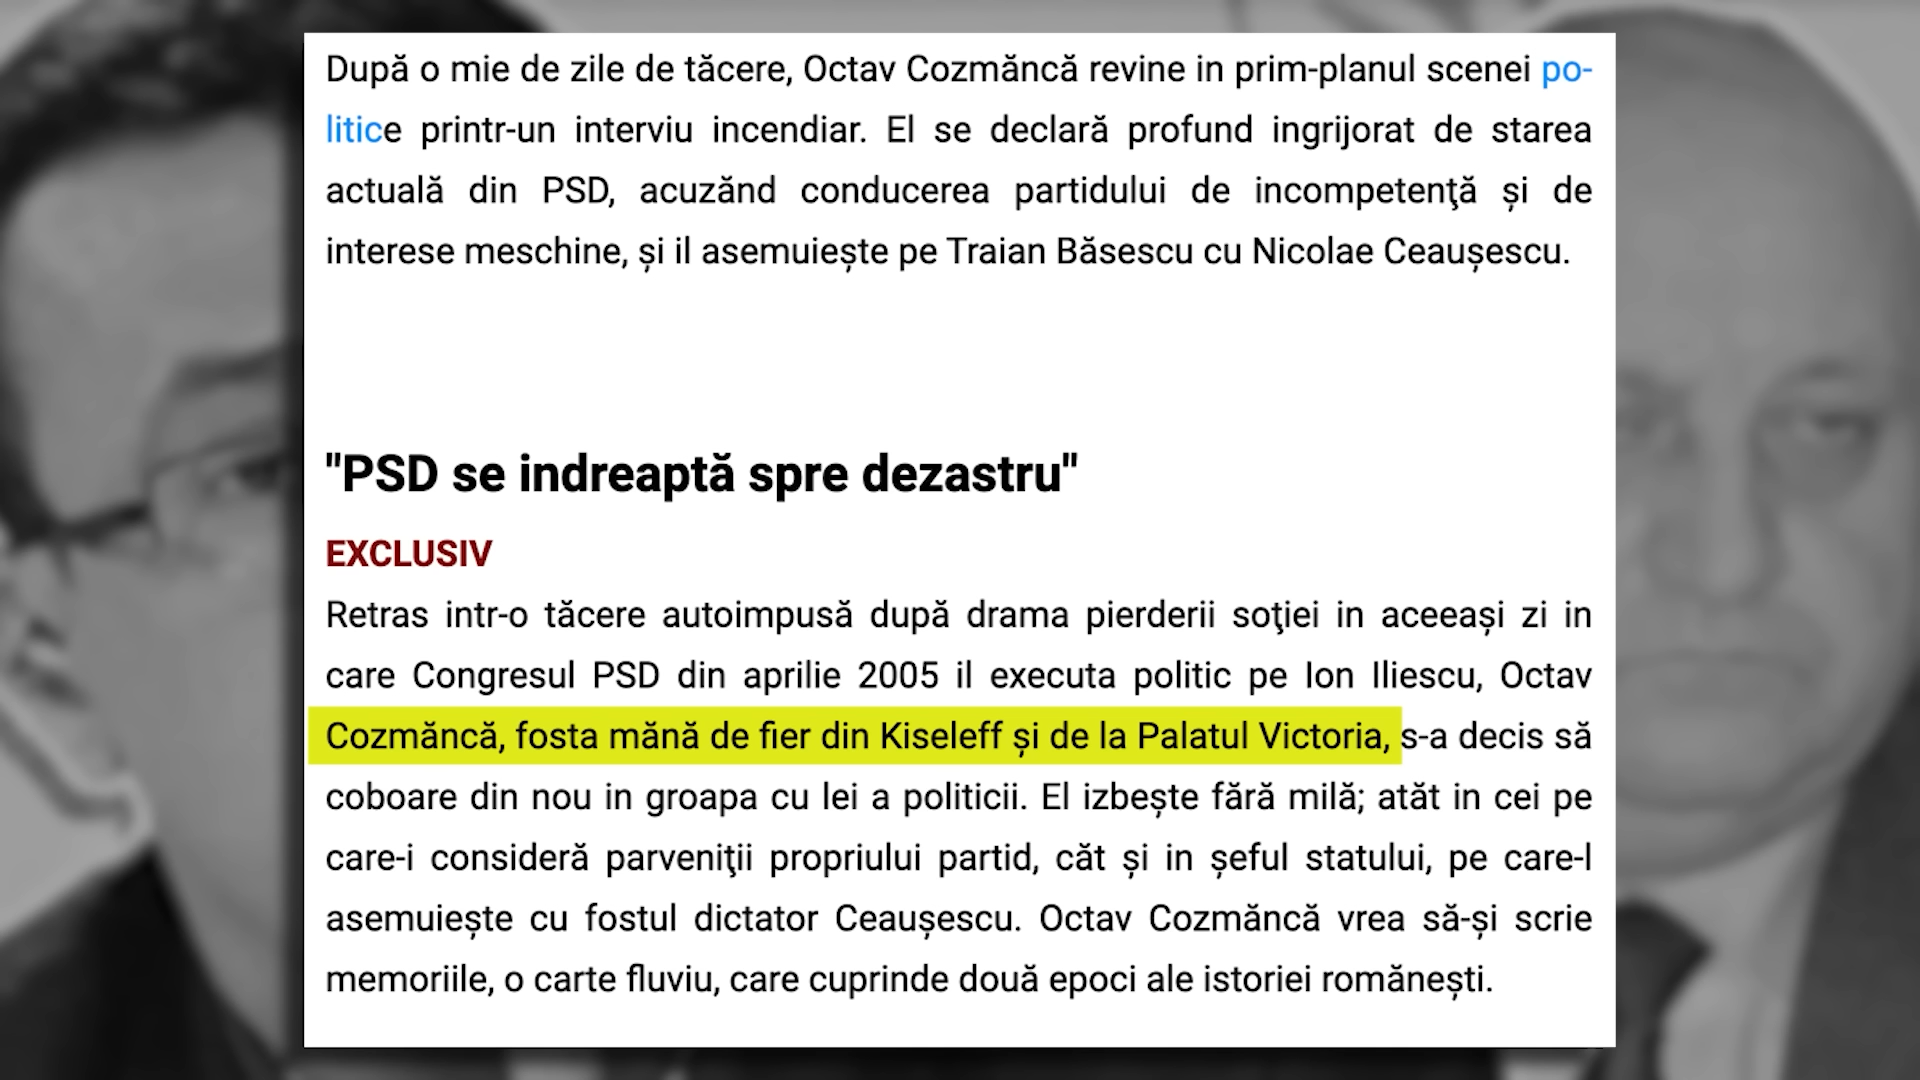 După o mie de zile de tăcere, Octav Cozmăncă revine in prim-planul scenei po-
litice printr-un interviu incendiar. El se declară profund ingrijorat de starea
actuală din PSD, acuzănd conducerea partidului de incompetenţă și de
interese meschine, și il asemuiește pe Traian Băsescu cu Nicolae Ceaușescu.
"PSD se indreaptă spre dezastru"
EXCLUSIV
Retras intr-o tăcere autoimpusă după drama pierderii soţiei in aceeași zi in
care Congresul PSD din aprilie 2005 il executa politic pe Ion Iliescu, Octav
Cozmăncă, fosta mănă de fier din Kiseleff și de la Palatul Victoria, s-a decis să
coboare din nou in groapa cu lei a politicii. El izbește fără milă; atăt in cei pe
care-i consideră parveniţii propriului partid, căt și in șeful statului, pe care-l
asemuiește cu fostul dictator Ceaușescu. Octav Cozmăncă vrea să-și scrie
memoriile, o carte fluviu, care cuprinde două epoci ale istoriei romănești.